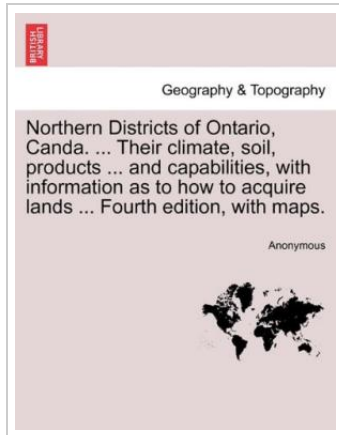 BRITISH
LIBRARY
Geography & Topography
Northern Districts of Ontario,
Canda. ... Their climate, soil,
products ... and capabilities, with
information as to how to acquire
lands ... Fourth edition, with maps.
Anonymous